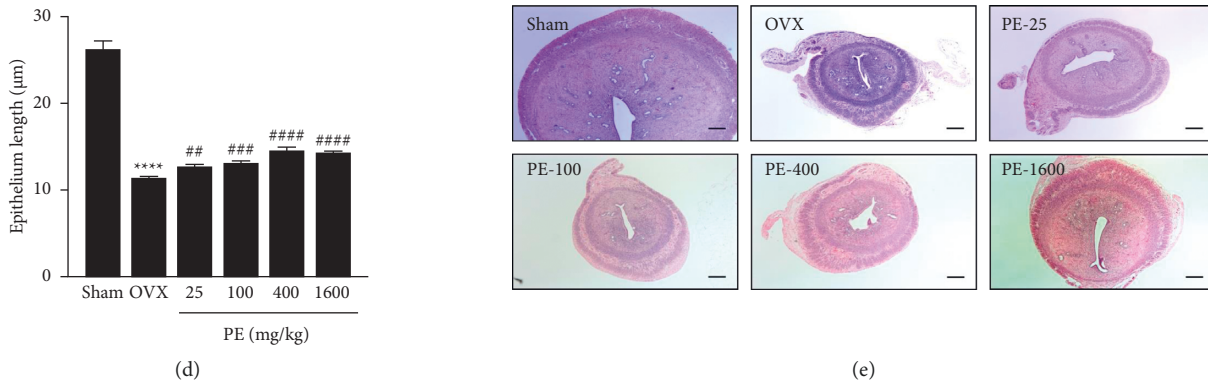 30
20
10
0
Epithelium length (μm)
****
##
###
####
####
Sham OVX 25 100 400 1600
PE (mg/kg)
(d)
Sham
OVX
PE-25
PE-100
PE-400
PE-1600
(e)